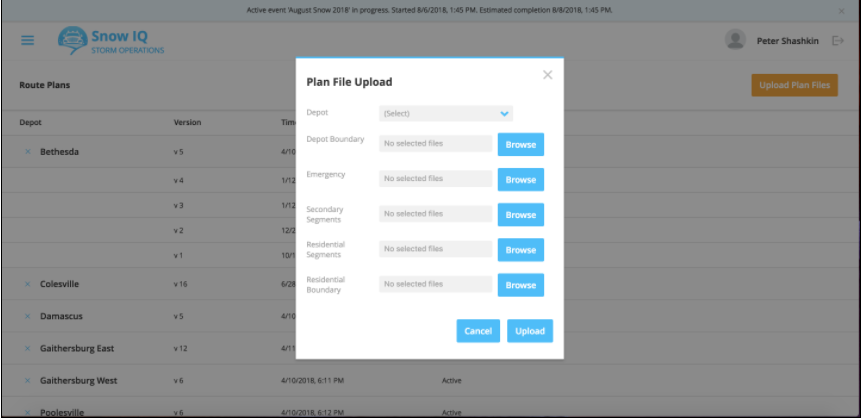 Active event 'August Snow 2018' in progress. Started 8/6/2018, 1:45 PM. Estimated completion 8/8/2018, 1:45 PM.
Snow IQ
STORM OPERATIONS
Peter Shashkin
Route Plans
Upload Plan Files
Depot Version Tim
Bethesda v 5 4/10
v 4 1/12
v 3 1/12
v 2 12/2
v 1 10/1
Colesville v 16 6/28
Damascus v 5 4/10
Gaithersburg East v 12 4/11
Gaithersburg West v 6 4/10/2018, 6:11 PM Active
Poolesville v 6 4/10/2018, 6:12 PM Active
Plan File Upload
Depot (Select)
Depot Boundary No selected files Browse
Emergency No selected files Browse
Secondary
Segments No selected files Browse
Residential
Segments No selected files Browse
Residential
Boundary No selected files Browse
Cancel Upload